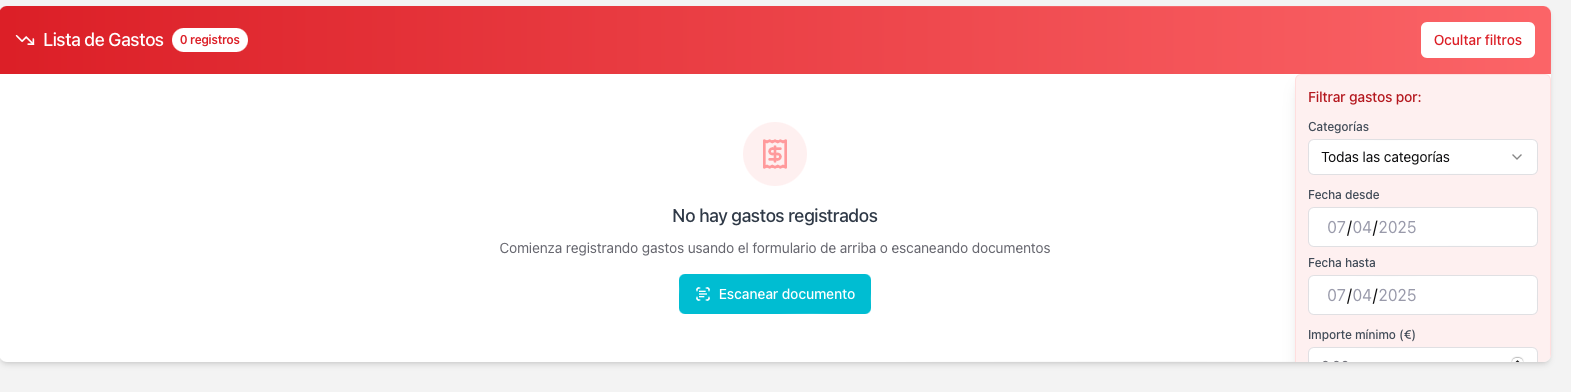 Lista de Gastos 0 registros
Ocultar filtros
No hay gastos registrados
Comienza registrando gastos usando el formulario de arriba o escaneando documentos
Escanear documento
Filtrar gastos por:
Categorías
Todas las categorías
Fecha desde
07/04/2025
Fecha hasta
07/04/2025
Importe mínimo (€)